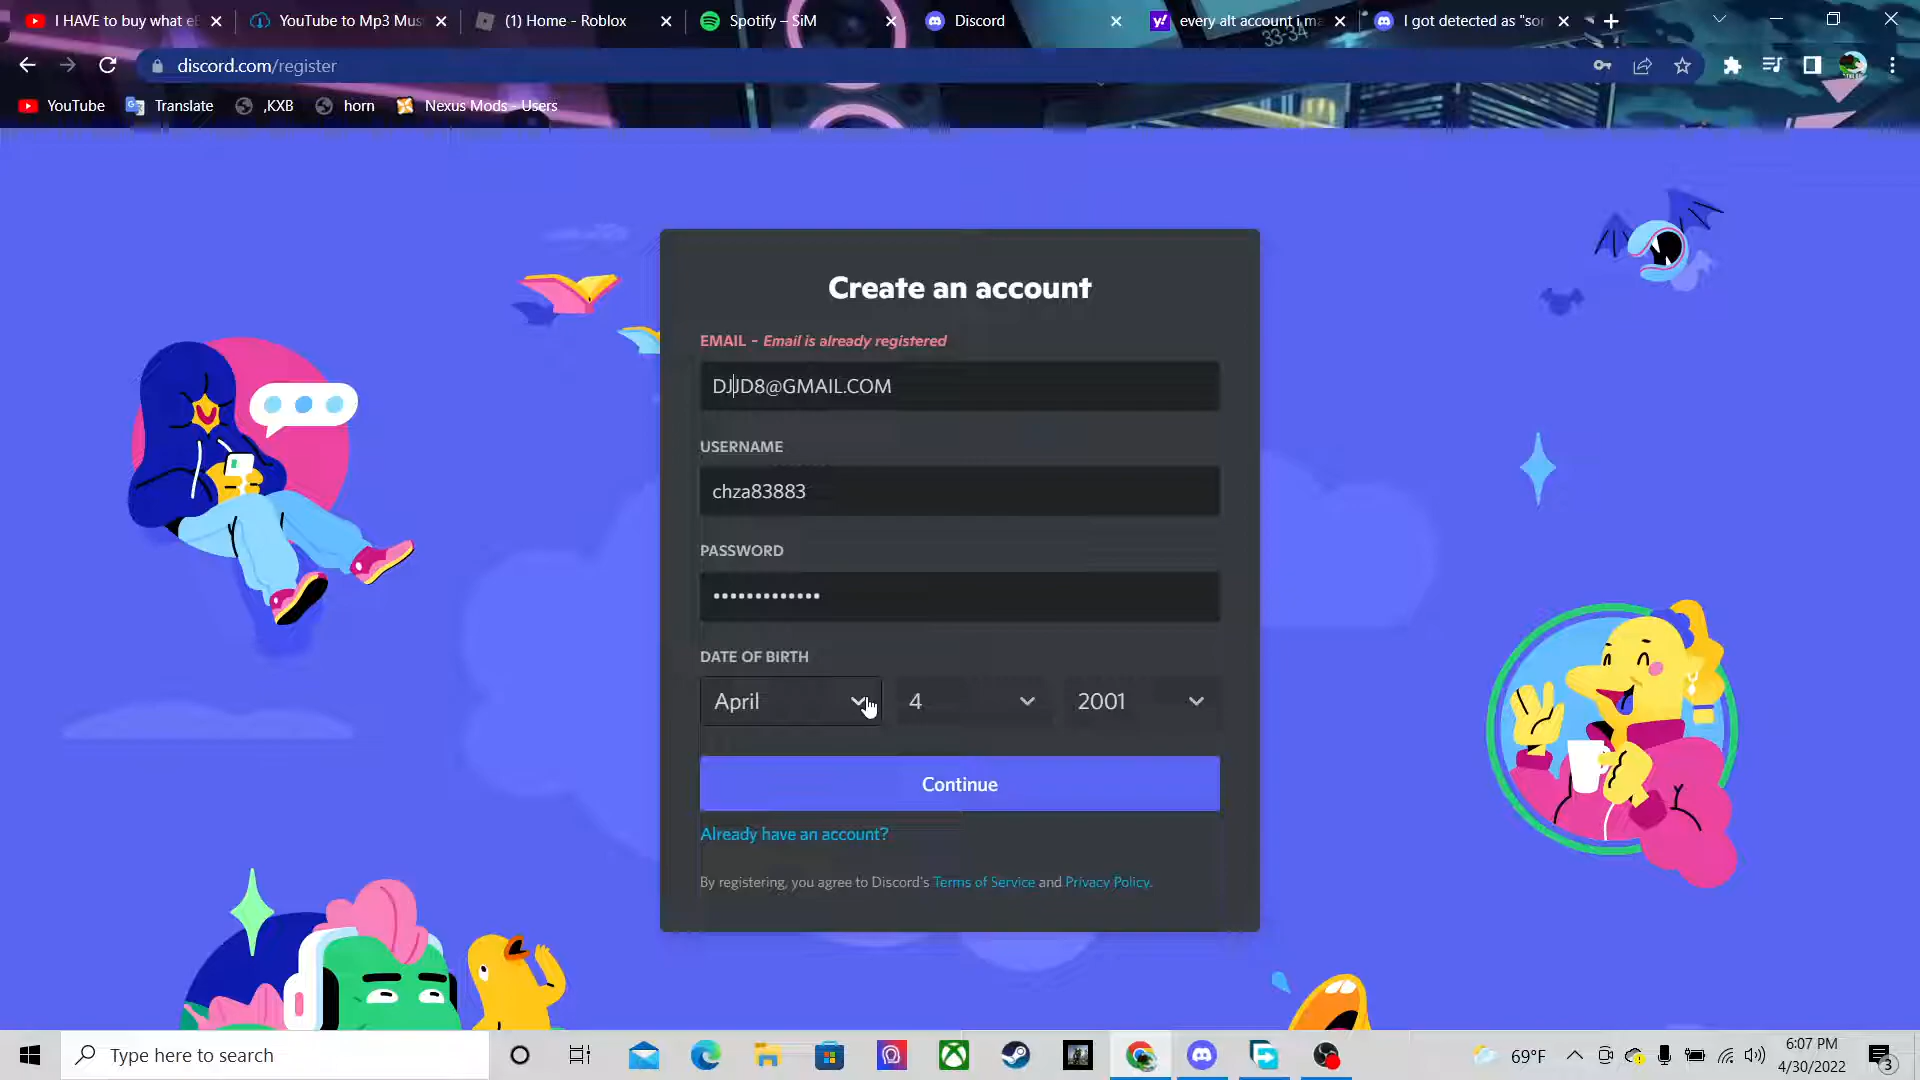 I HAVE to buy what eB
YouTube to Mp3 Mus
(1) Home - Roblox
Spotify – SiM
Discord
every alt account i ma
I got detected as "sor
33-34
discord.com/register
YouTube
Translate
,KXB
horn
Nexus Mods - Users
Create an account
EMAIL - Email is already registered
DJJD8@GMAIL.COM
USERNAME
chza83883
PASSWORD
•••••••••••••
DATE OF BIRTH
April
4
2001
Continue
Already have an account?
By registering, you agree to Discord's Terms of Service and Privacy Policy.
Type here to search
69°F
6:07 PM
4/30/2022
3